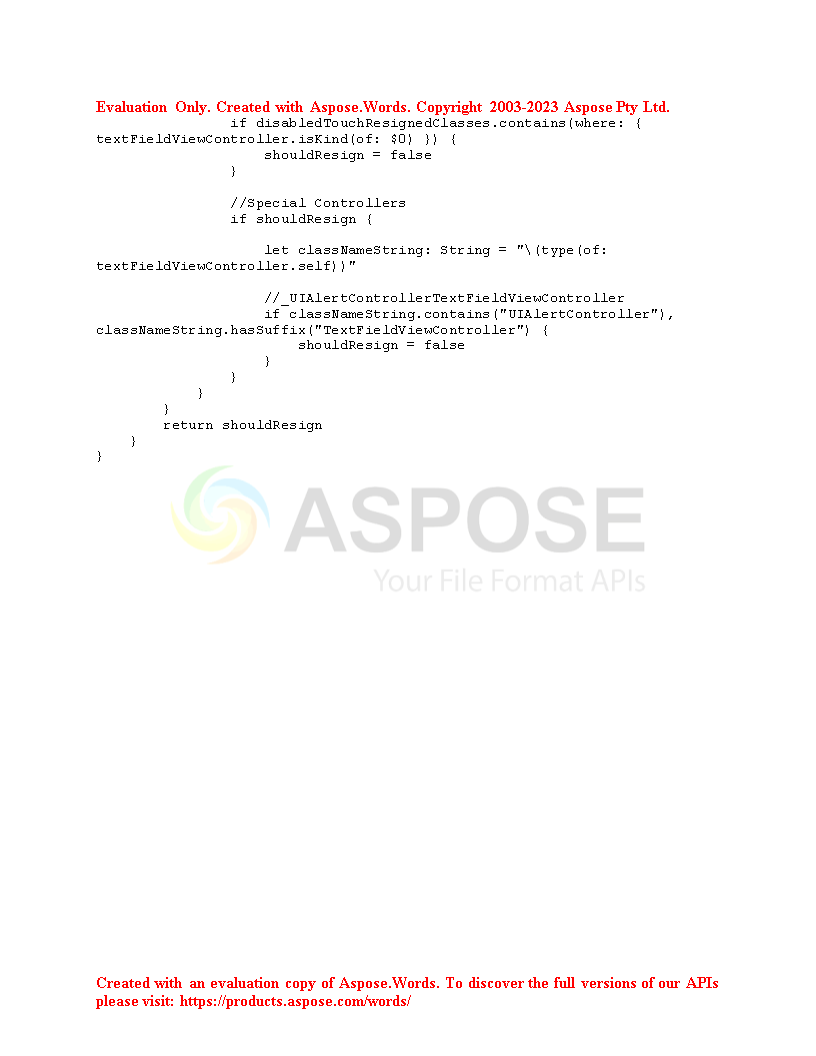 Evaluation Only. Created with Aspose.Words. Copyright 2003-2023 Aspose Pty Ltd.
                if disabledTouchResignedClasses.contains(where: {
textFieldViewController.isKind(of: $0) }) {
                    shouldResign = false
                }
                //Special Controllers
                if shouldResign {
                    let classNameString: String = "\(type(of:
textFieldViewController.self))"
                    //_UIAlertControllerTextFieldViewController
                    if classNameString.contains("UIAlertController"),
classNameString.hasSuffix("TextFieldViewController") {
                        shouldResign = false
                    }
                }
            }
        }
        return shouldResign
    }
}
ASPOSE
Your File Format APIs
Created with an evaluation copy of Aspose.Words. To discover the full versions of our APIs
please visit: https://products.aspose.com/words/